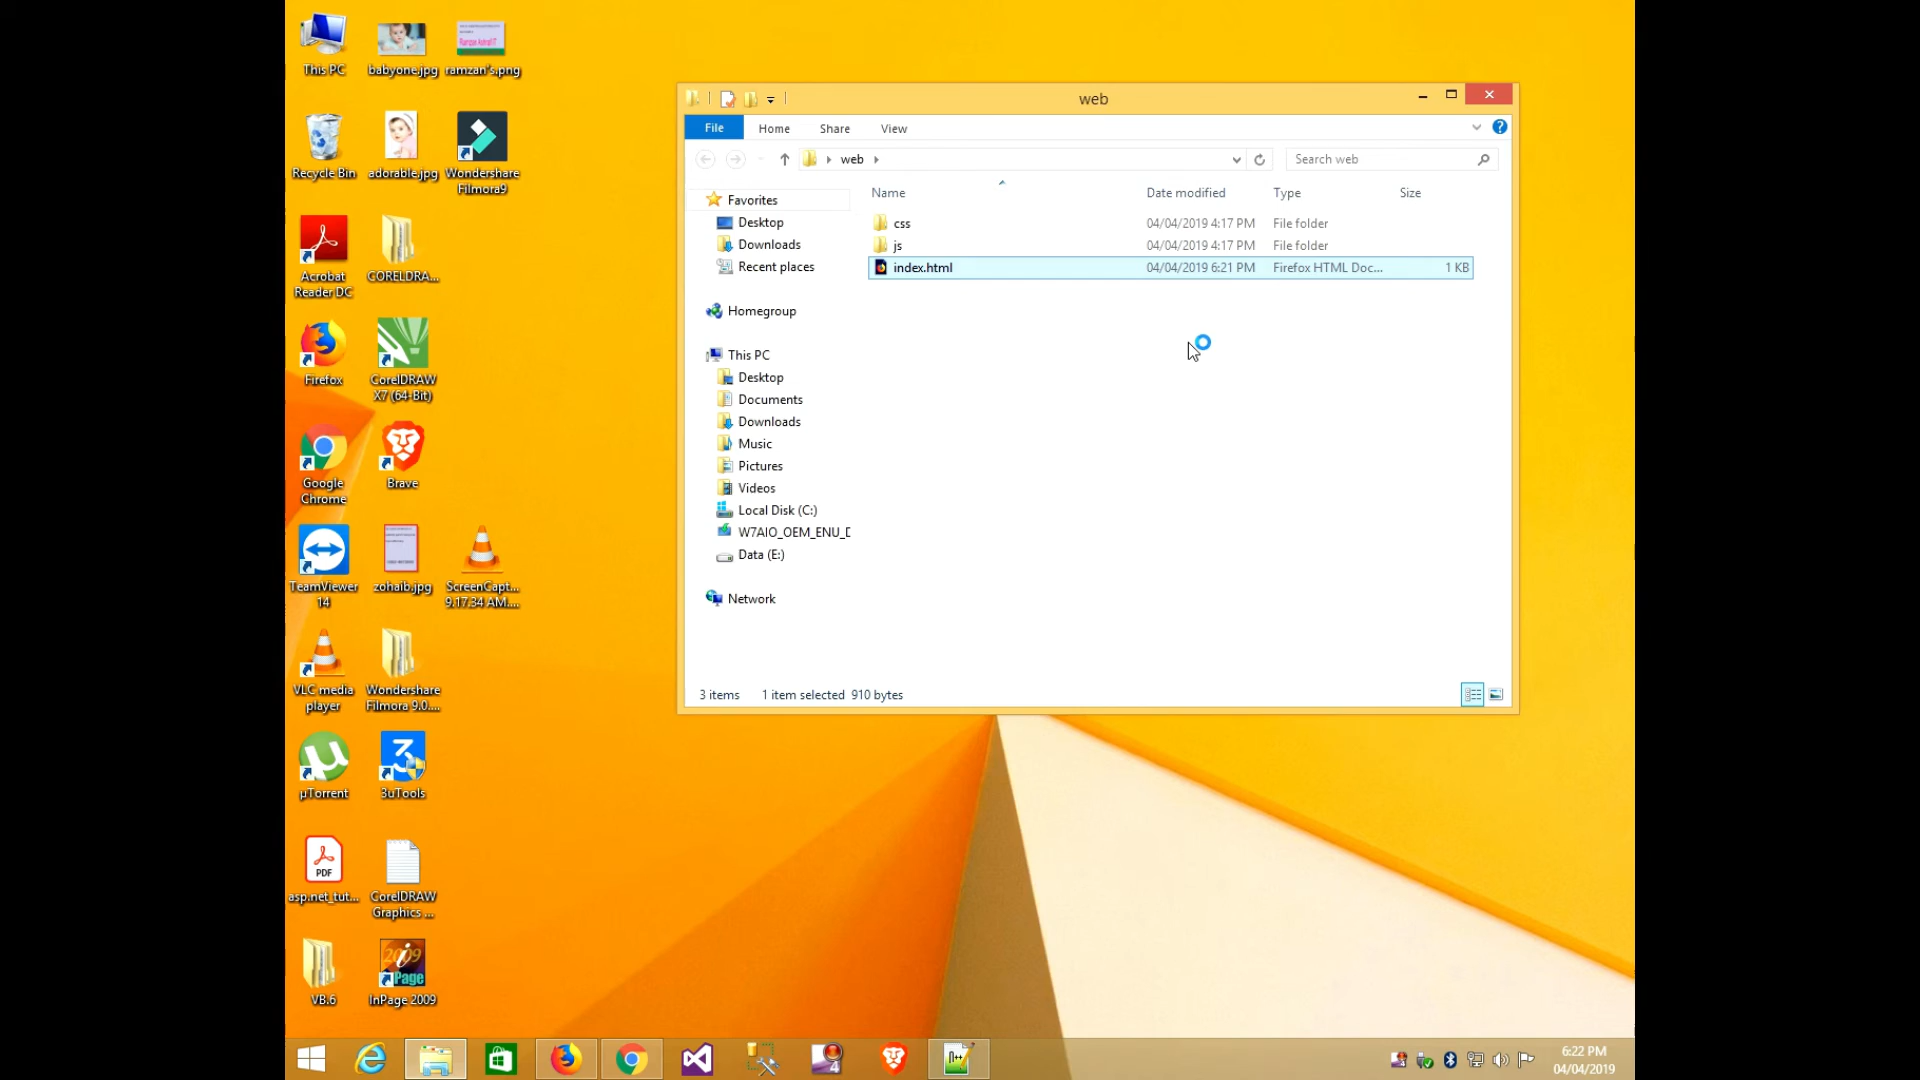 This PC
babyone.jpg
ramzan's.png
Recycle Bin
adorable.jpg
Wondershare
Filmora9
Acrobat
Reader DC
CORELDRA...
Firefox
CorelDRAW
X7 (64-Bit)
Google
Chrome
Brave
TeamViewer
14
zohaib.jpg
ScreenCapt...
9.17.34 AM....
VLC media
player
Wondershare
Filmora 9.0....
µTorrent
3uTools
PDF
asp.net_tut...
CorelDRAW
Graphics ...
VB.6
2009
Page
InPage 2009
web
File
Home
Share
View
web
Search web
Name
Date modified
Type
Size
css
04/04/2019 4:17 PM
File folder
js
04/04/2019 4:17 PM
File folder
index.html
04/04/2019 6:21 PM
Firefox HTML Doc...
1 KB
Favorites
Desktop
Downloads
Recent places
Homegroup
This PC
Desktop
Documents
Downloads
Music
Pictures
Videos
Local Disk (C:)
W7AIO_OEM_ENU_D
Data (E:)
Network
3 items
1 item selected 910 bytes
6:22 PM
04/04/2019